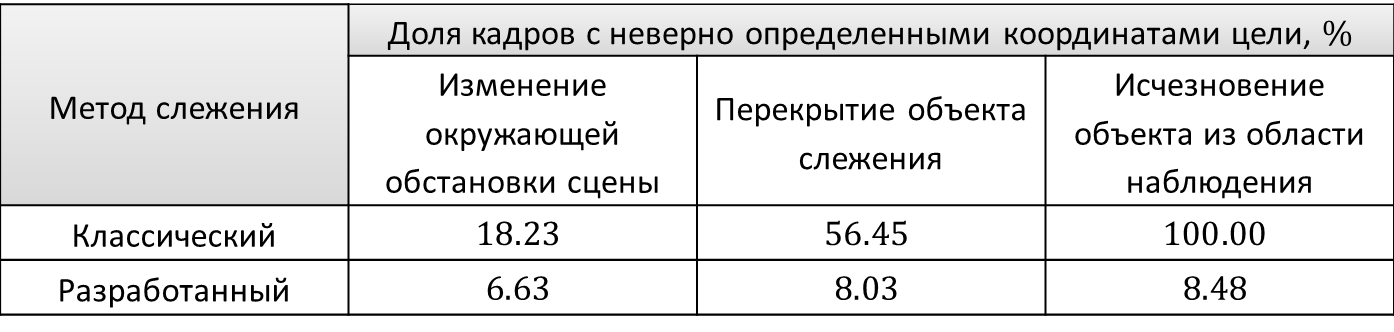 Метод слежения
Доля кадров с неверно определенными координатами цели, %
Изменение
окружающей
обстановки сцены
Перекрытие объекта
слежения
Исчезновение
объекта из области
наблюдения
Классический 18.23 56.45 100.00
Разработанный 6.63 8.03 8.48